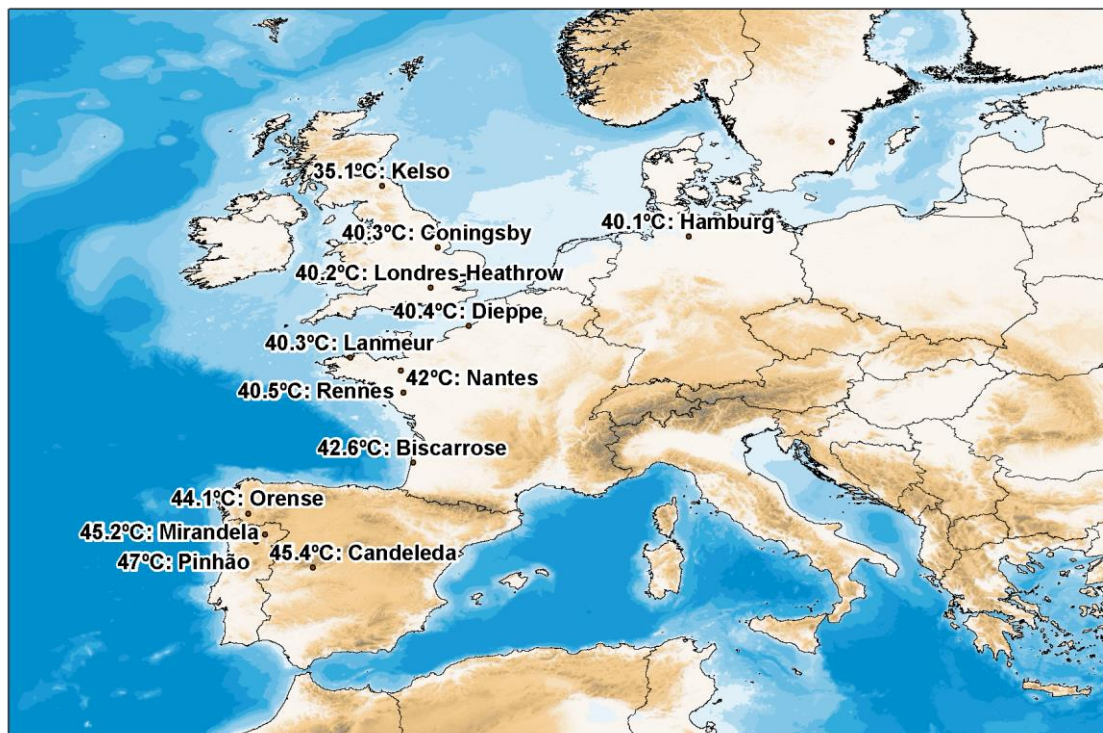 35.1ºC: Kelso
40.1ºC: Hamburg
40.3ºC: Coningsby
40.2ºC: Londres-Heathrow
40.4ºC: Dieppe
40.3ºC: Lanmeur
42ºC: Nantes
40.5ºC: Rennes
42.6ºC: Biscarrose
44.1ºC: Orense
45.2ºC: Mirandela
45.4ºC: Candeleda
47ºC: Pinhão